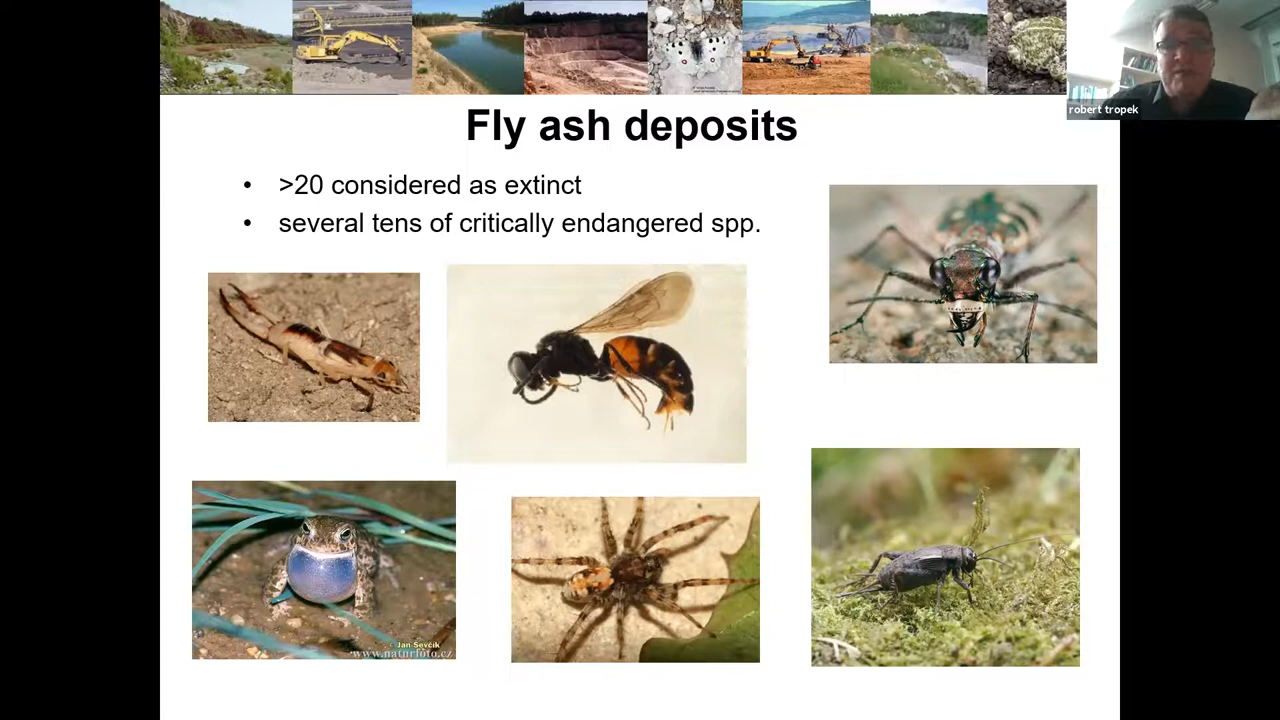 robert tropek
Fly ash deposits
• >20 considered as extinct
• several tens of critically endangered spp.
© Jan Ševčík
www.naturfoto.cz